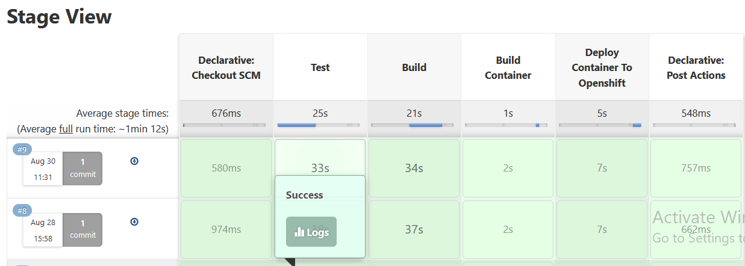 Stage View
Declarative:
Checkout SCM
Test
Build
Build
Container
Deploy
Container To
Openshift
Declarative:
Post Actions
Average stage times:
(Average full run time: ~1min 12s)
676ms
25s
21s
1s
5s
548ms
#9
Aug 30
11:31
1
commit
580ms
33s
34s
2s
7s
757ms
Success
Logs
#8
Aug 28
15:58
1
commit
974ms
37s
2s
7s
662ms
Activate Win
Go to Settings to